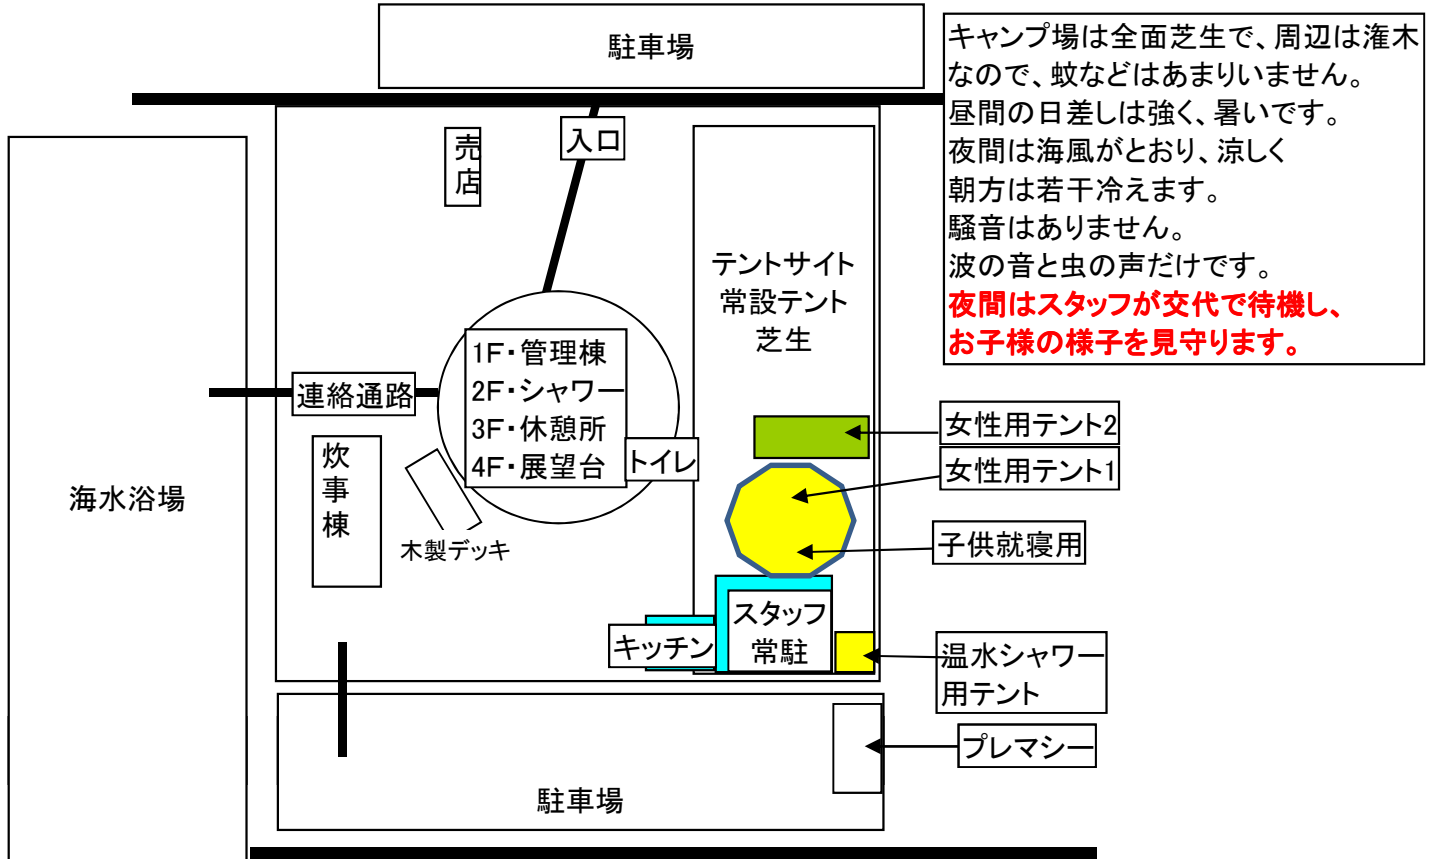 駐車場
キャンプ場は全面芝生で、周辺は潅木
なので、蚊などはあまりいません。
昼間の日差しは強く、暑いです。
夜間は海風がとおり、涼しく
朝方は若干冷えます。
騒音はありません。
波の音と虫の声だけです。
夜間はスタッフが交代で待機し、
お子様の様子を見守ります。
売店
入口
テントサイト
常設テント
芝生
1F・管理棟
2F・シャワー
3F・休憩所
4F・展望台
連絡通路
トイレ
炊事棟
木製デッキ
海水浴場
女性用テント2
女性用テント1
子供就寝用
スタッフ
常駐
キッチン
温水シャワー
用テント
プレマシー
駐車場